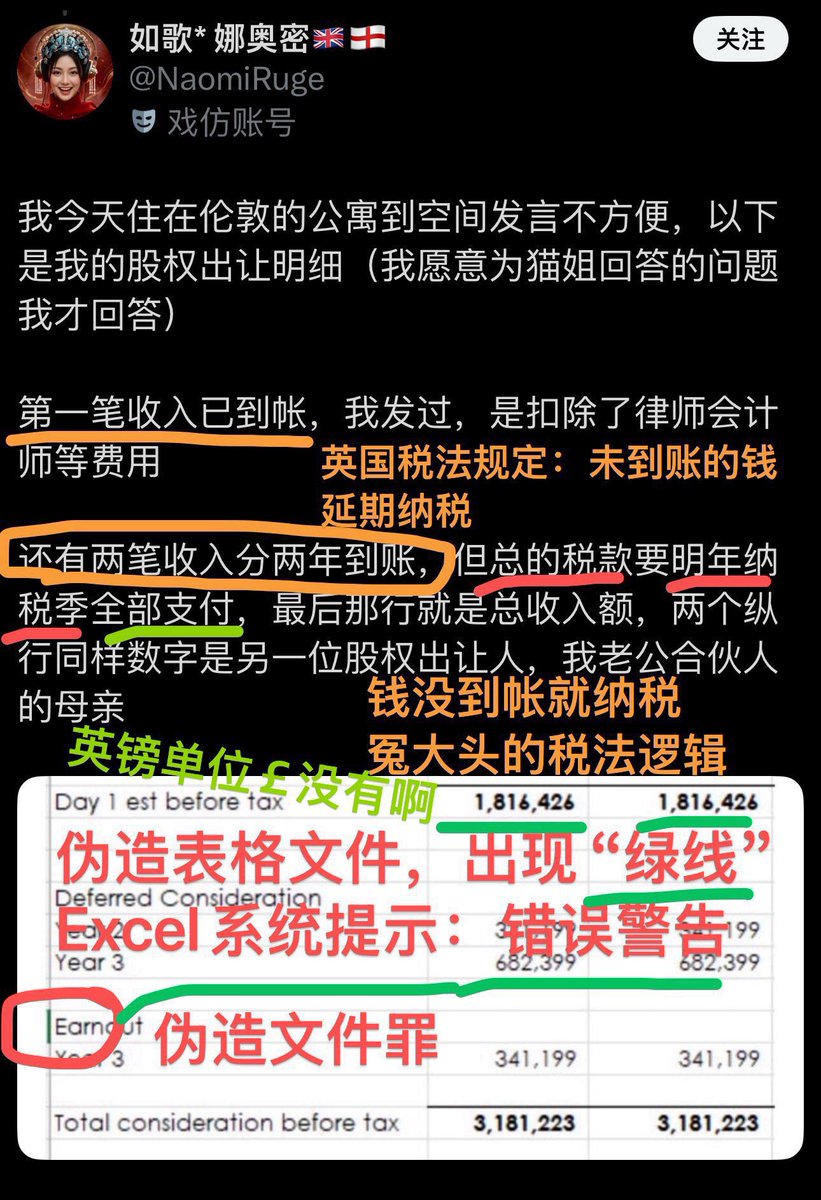 如歌*娜奥密🇬🇧🏴󠁧󠁢󠁥󠁮󠁧󠁿
关注
@NaomiRuge
戏仿账号
我今天住在伦敦的公寓到空间发言不方便，以下
是我的股权出让明细（我愿意为猫姐回答的问题
我才回答）
第一笔收入已到帐，我发过，是扣除了律师会计
师等费用
英国税法规定：未到账的钱
延期纳税
还有两笔收入分两年到账，但总的税款要明年纳
税季全部支付，最后那行就是总收入额，两个纵
行同样数字是另一位股权出让人，我老公合伙人
的母亲
钱没到帐就纳税
冤大头的税法逻辑
英镑单位£没有啊
Day 1 est before tax 1,816,426 1,816,426
伪造表格文件，出现“绿线”
Deferred Consideration
Excel系统提示：错误警告
Year 3 682,399 682,399
Earnout
伪造文件罪
Year 3 341,199 341,199
Total consideration before tax 3,181,223 3,181,223